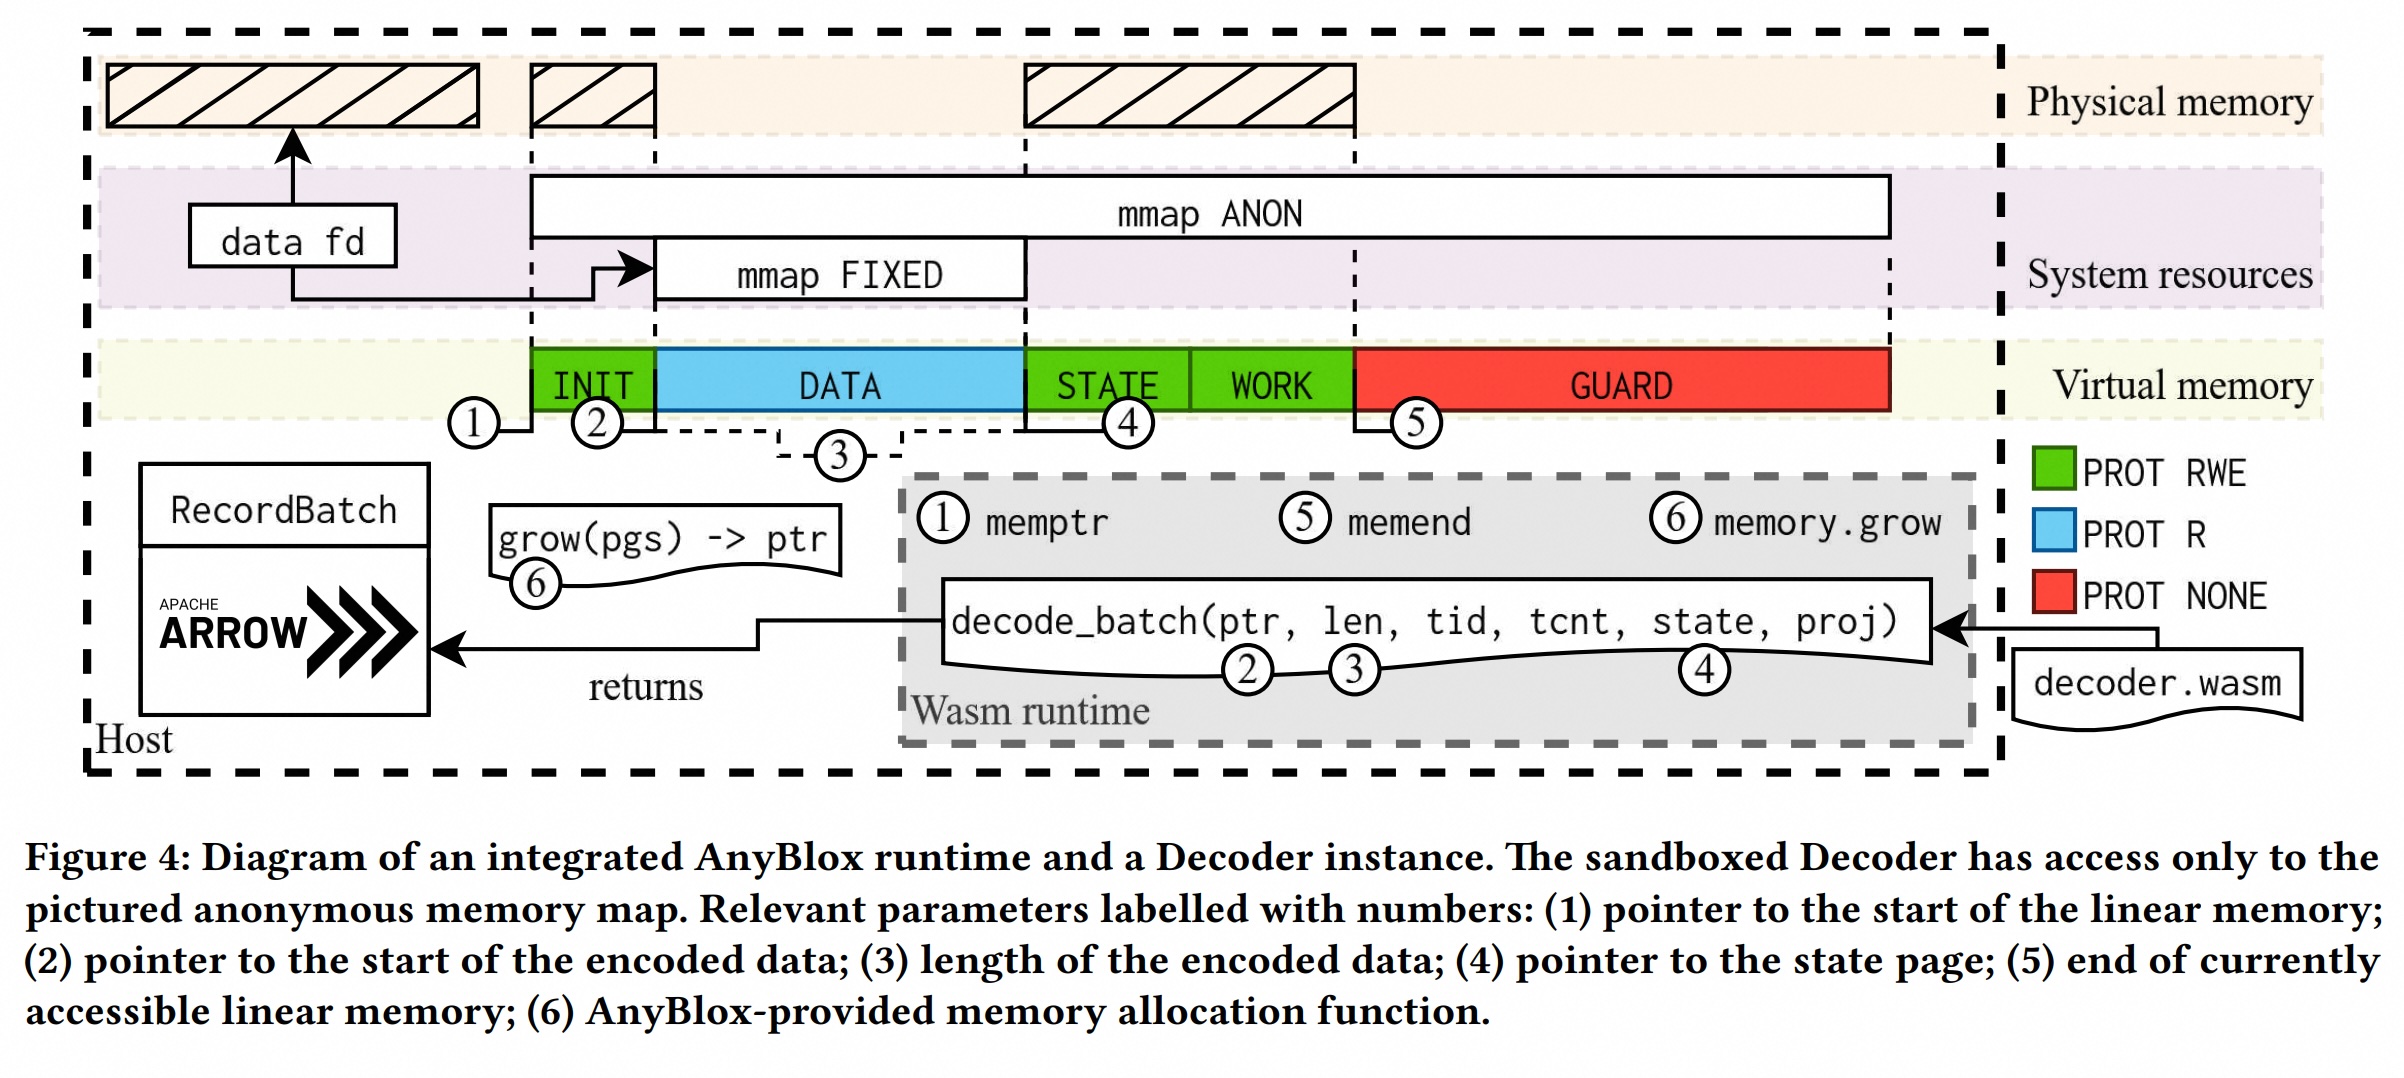 Physical memory
mmap ANON
data fd
mmap FIXED
System resources
INIT
DATA
STATE
WORK
GUARD
Virtual memory
1
2
3
4
5
PROT RWE
PROT R
PROT NONE
RecordBatch
APACHE
ARROW
grow(pgs) -> ptr
6
1 memptr
5 memend
6 memory.grow
decode_batch(ptr, len, tid, tcnt, state, proj)
2
3
4
returns
Wasm runtime
decoder.wasm
Host
Figure 4: Diagram of an integrated AnyBlox runtime and a Decoder instance. The sandboxed Decoder has access only to the
pictured anonymous memory map. Relevant parameters labelled with numbers: (1) pointer to the start of the linear memory;
(2) pointer to the start of the encoded data; (3) length of the encoded data; (4) pointer to the state page; (5) end of currently
accessible linear memory; (6) AnyBlox-provided memory allocation function.